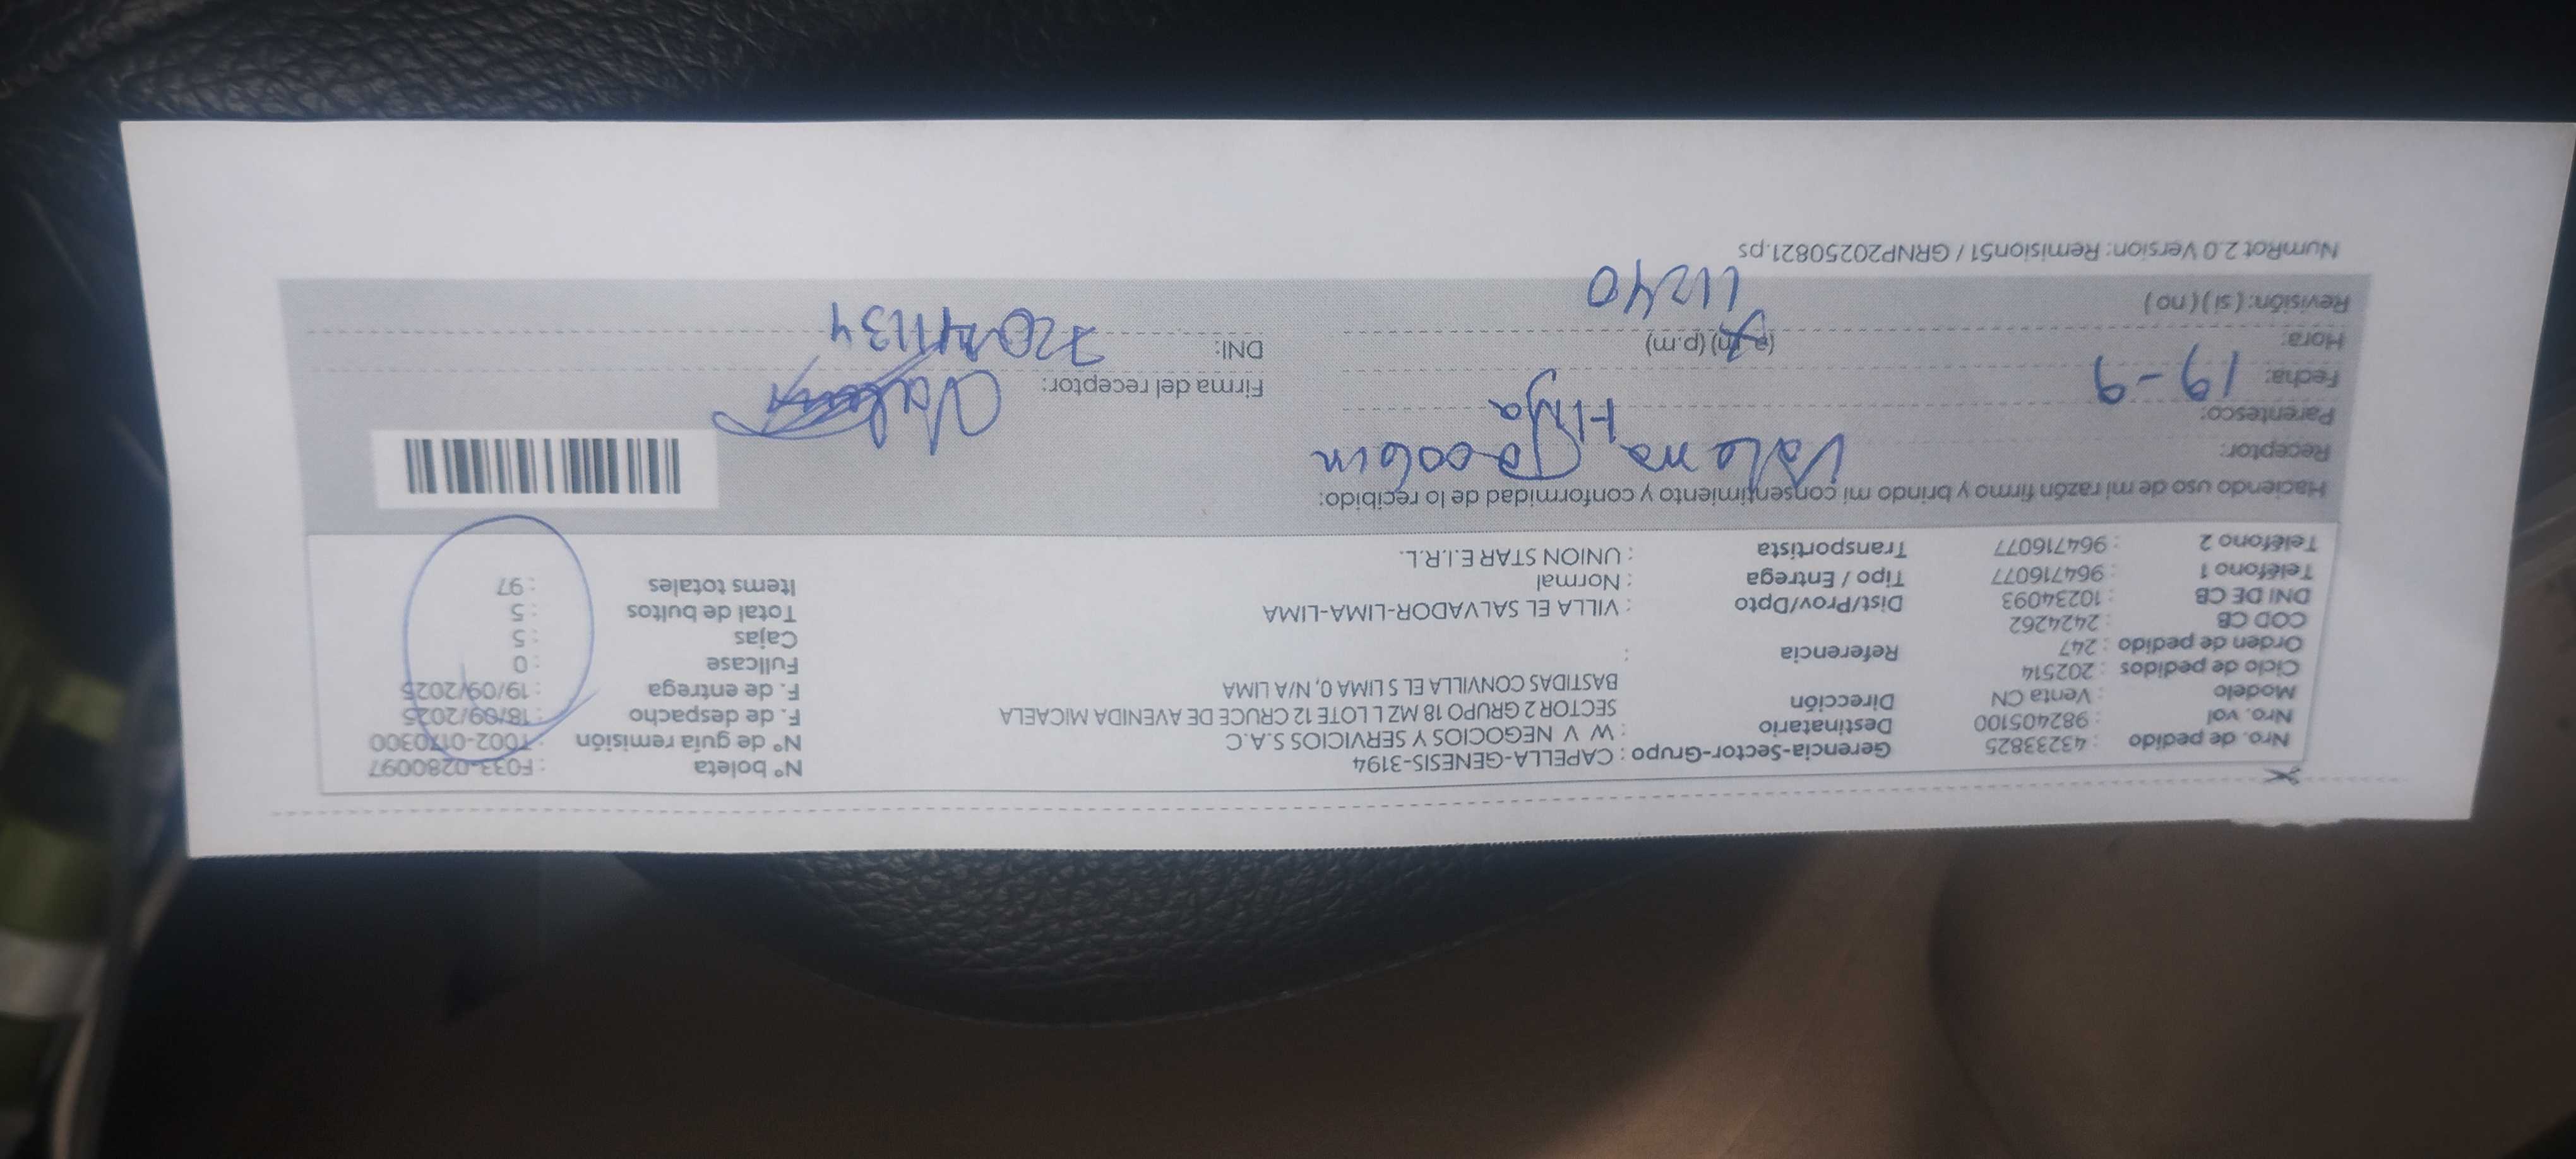 Nro. de pedido : 43233825
Nro. vol : 982405100
Modelo : Venta CN
Ciclo de pedidos : 202514
Orden de pedido : 247
COD CB : 2424262
DNI DE CB : 10234093
Teléfono 1 : 964716077
Teléfono 2 : 964716077
Gerencia-Sector-Grupo : CAPELLA-GENESIS-3194
Destinatario : W. V. NEGOCIOS Y SERVICIOS S.A.C
Dirección SECTOR 2 GRUPO 18 MZ L LOTE 12 CRUCE DE AVENIDA MICAELA
BASTIDAS CONVILLA EL S LIMA 0, N/A LIMA
Referencia :
Dist/Prov/Dpto : VILLA EL SALVADOR-LIMA-LIMA
Tipo / Entrega : Normal
Transportista : UNION STAR E.I.R.L.
N° boleta : F033-0280097
N° de guía remisión : T002-0170300
F. de despacho : 18/09/2025
F. de entrega : 19/09/2025
Fullcase : 0
Cajas : 5
Total de bultos : 5
Items totales : 97
Haciendo uso de mi razón firmo y brindo mi consentimiento y conformidad de lo recibido:
Receptor:
Parentesco: Hija
Fecha: 19-9
Hora: (a.m) (p.m)
Revisión: ( si ) ( no )
Firma del receptor:
DNI:
NumRot 2.0 Version: Remision51 / GRNP20250821.ps